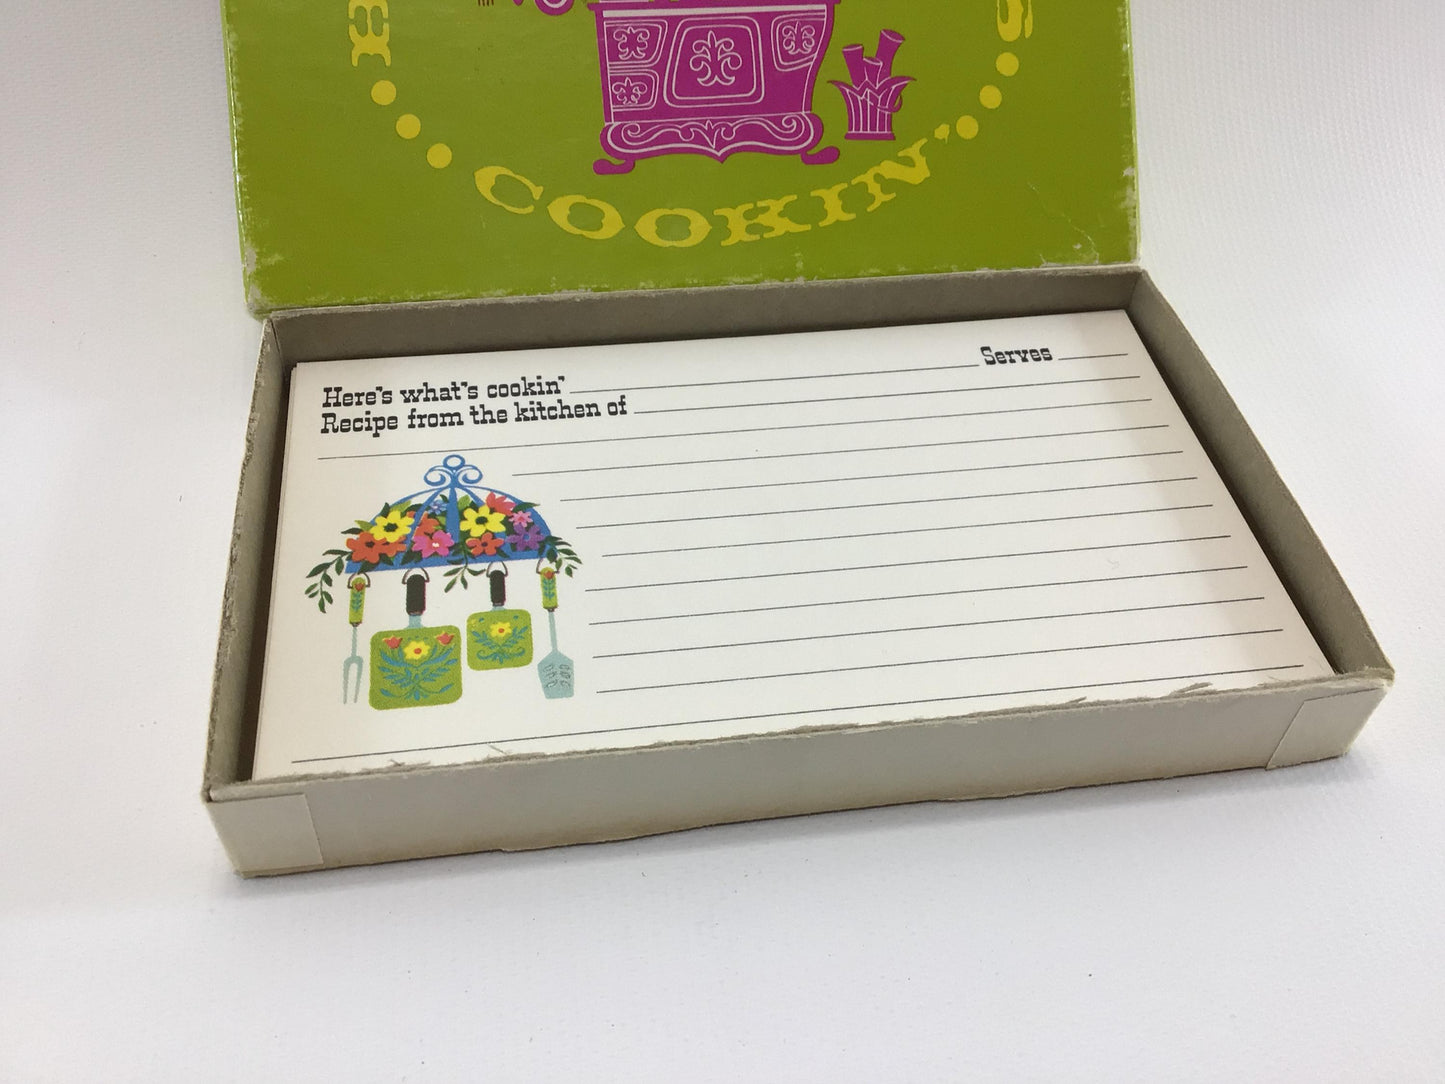 COOKIN'
Here's what's cookin' Serves
Recipe from the kitchen of